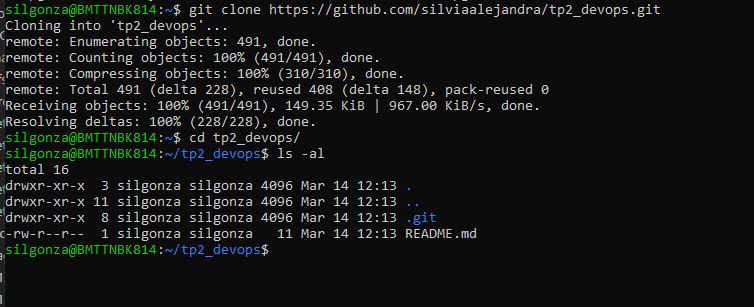 silgonza@BMTTNBK814:~$ git clone https://github.com/silviaalejandra/tp2_devops.git
Cloning into 'tp2_devops'...
remote: Enumerating objects: 491, done.
remote: Counting objects: 100% (491/491), done.
remote: Compressing objects: 100% (310/310), done.
remote: Total 491 (delta 228), reused 408 (delta 148), pack-reused 0
Receiving objects: 100% (491/491), 149.35 KiB | 967.00 KiB/s, done.
Resolving deltas: 100% (228/228), done.
silgonza@BMTTNBK814:~$ cd tp2_devops/
silgonza@BMTTNBK814:~/tp2_devops$ ls -al
total 16
drwxr-xr-x  3 silgonza silgonza 4096 Mar 14 12:13 .
drwxr-xr-x 11 silgonza silgonza 4096 Mar 14 12:13 ..
drwxr-xr-x  8 silgonza silgonza 4096 Mar 14 12:13 .git
-rw-r--r--  1 silgonza silgonza   11 Mar 14 12:13 README.md
silgonza@BMTTNBK814:~/tp2_devops$